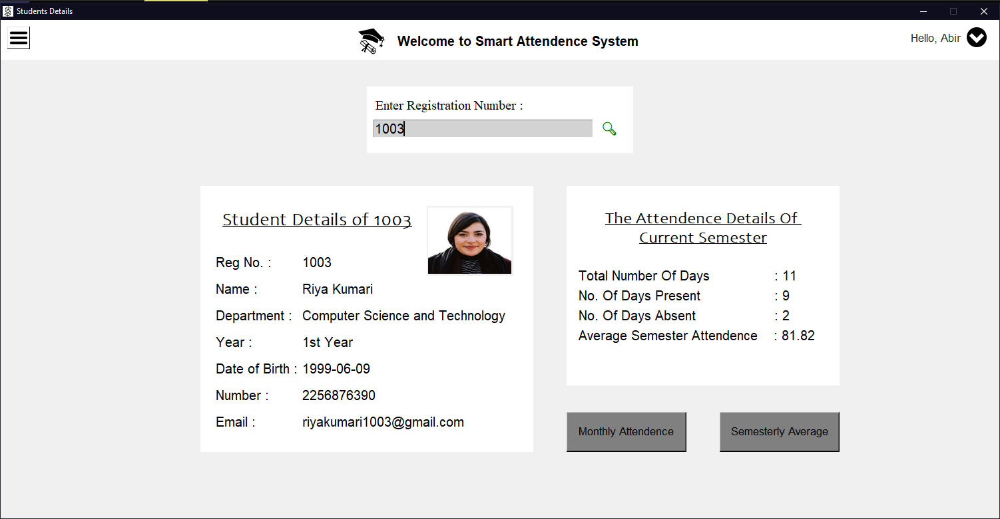 Students Details
Welcome to Smart Attendence System
Hello, Abir
Enter Registration Number :
1003
Student Details of 1003
Reg No. : 1003
Name : Riya Kumari
Department : Computer Science and Technology
Year : 1st Year
Date of Birth : 1999-06-09
Number : 2256876390
Email : riyakumari1003@gmail.com
The Attendence Details Of
Current Semester
Total Number Of Days : 11
No. Of Days Present : 9
No. Of Days Absent : 2
Average Semester Attendence : 81.82
Monthly Attendence
Semesterly Average